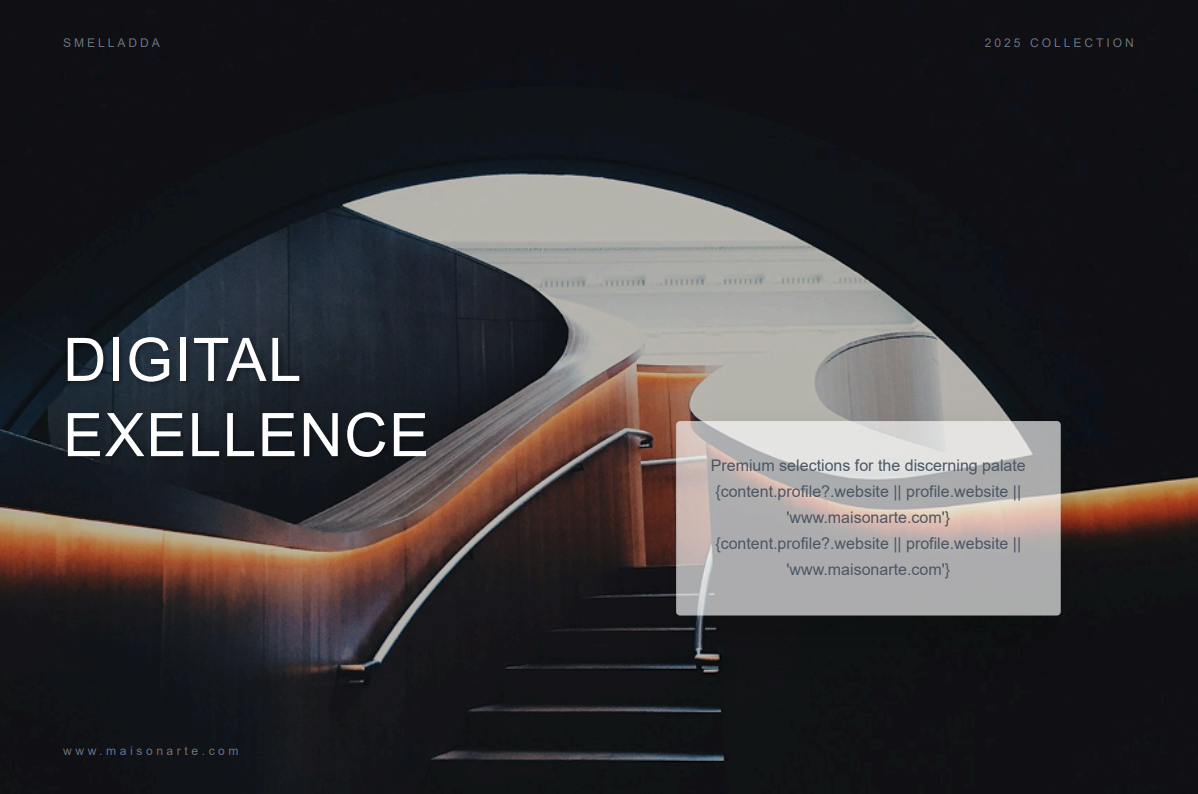 SMELLADDA
2025 COLLECTION
DIGITAL
EXELLENCE
Premium selections for the discerning palate
{content.profile?.website || profile.website ||
'www.maisonarte.com'}
{content.profile?.website || profile.website ||
'www.maisonarte.com'}
www.maisonarte.com